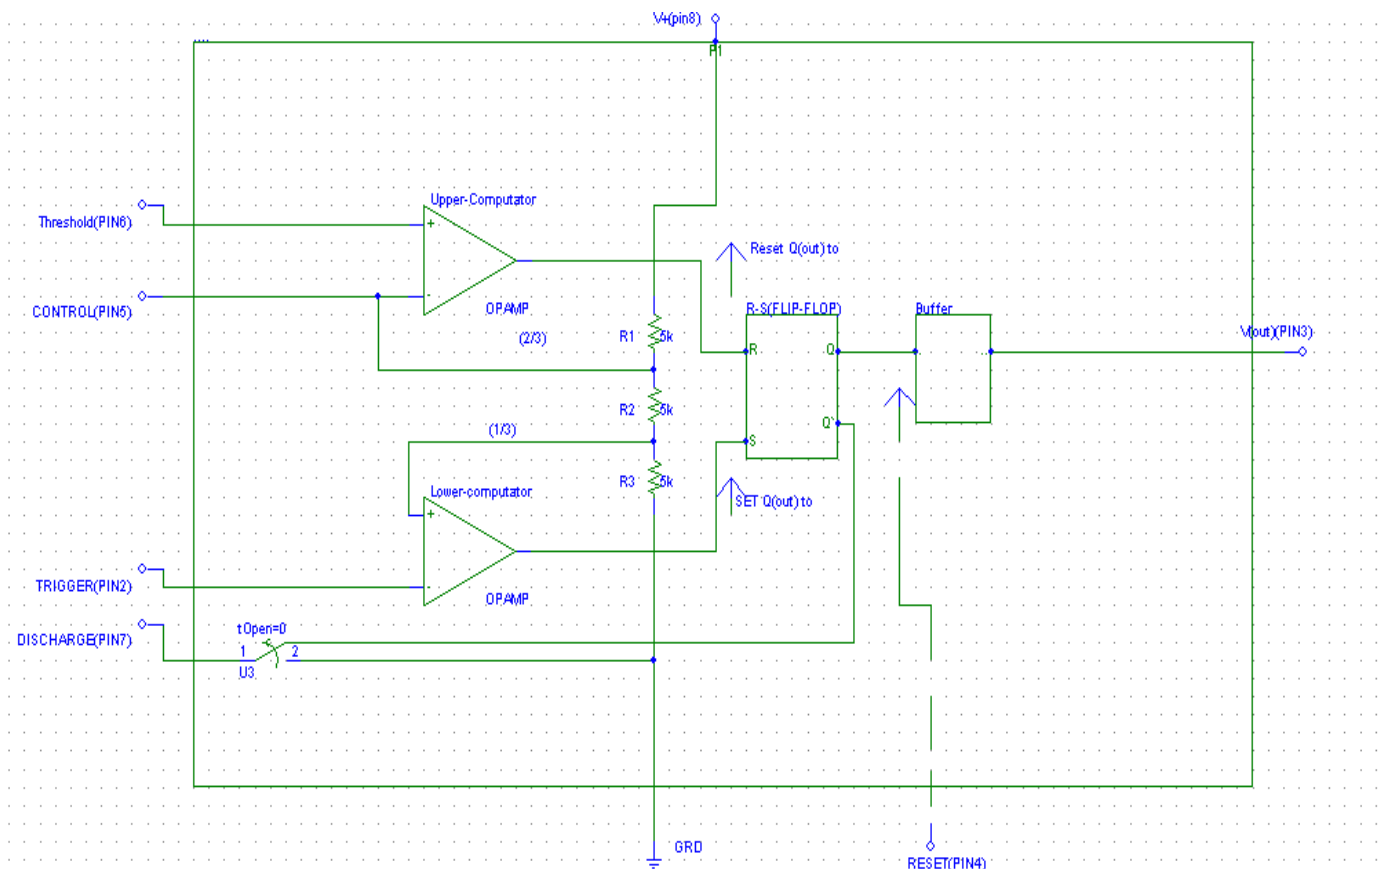 V+(pin8)
P1
Upper-Computator
Threshold(PIN6)
+
Reset Q(out) to
-
OPAMP
CONTROL(PIN5)
R-S(FLIP-FLOP)
Buffer
(2/3)
R1
5k
V(out)(PIN3)
R
Q
R2
5k
(1/3)
Q`
S
R3
5k
Lower-computator
SET Q(out) to
+
TRIGGER(PIN2)
-
OPAMP
tOpen=0
DISCHARGE(PIN7)
1
2
U3
GRD
RESET(PIN4)